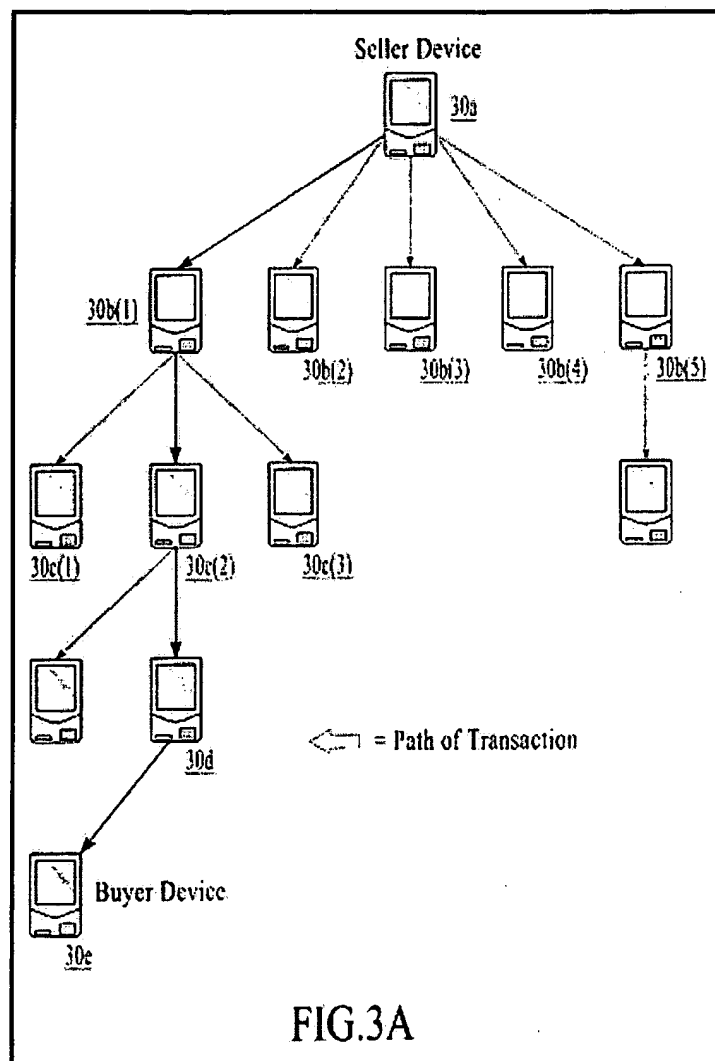 Seller Device
30a
30b(1)
30b(2)
30b(3)
30b(4)
30b(5)
30c(1)
30c(2)
30c(3)
30d
= Path of Transaction
Buyer Device
30e
FIG.3A